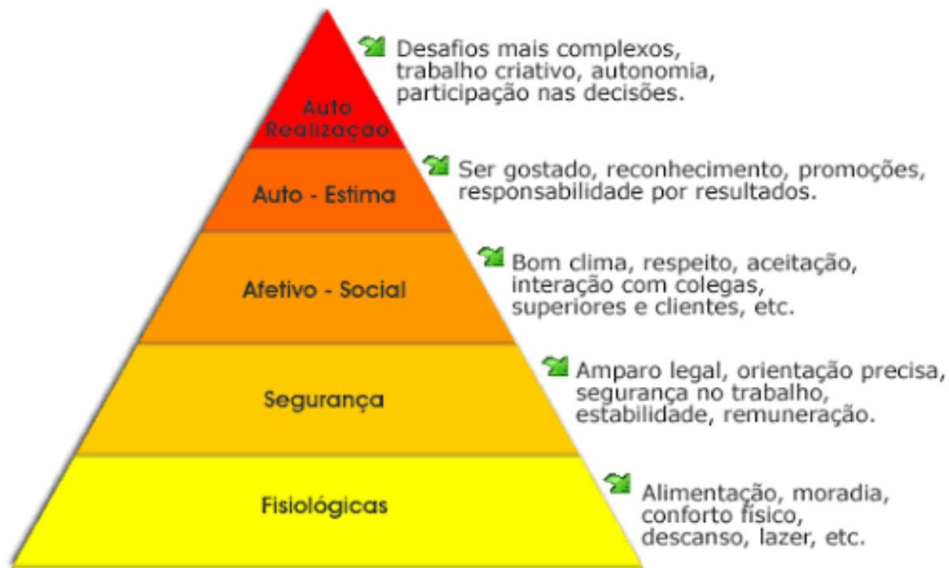 Desafios mais complexos,
trabalho criativo, autonomia,
participação nas decisões.
Auto
Realização
Ser gostado, reconhecimento, promoções,
responsabilidade por resultados.
Auto - Estima
Bom clima, respeito, aceitação,
interação com colegas,
superiores e clientes, etc.
Afetivo - Social
Amparo legal, orientação precisa,
segurança no trabalho,
estabilidade, remuneração.
Segurança
Alimentação, moradia,
conforto físico,
descanso, lazer, etc.
Fisiológicas